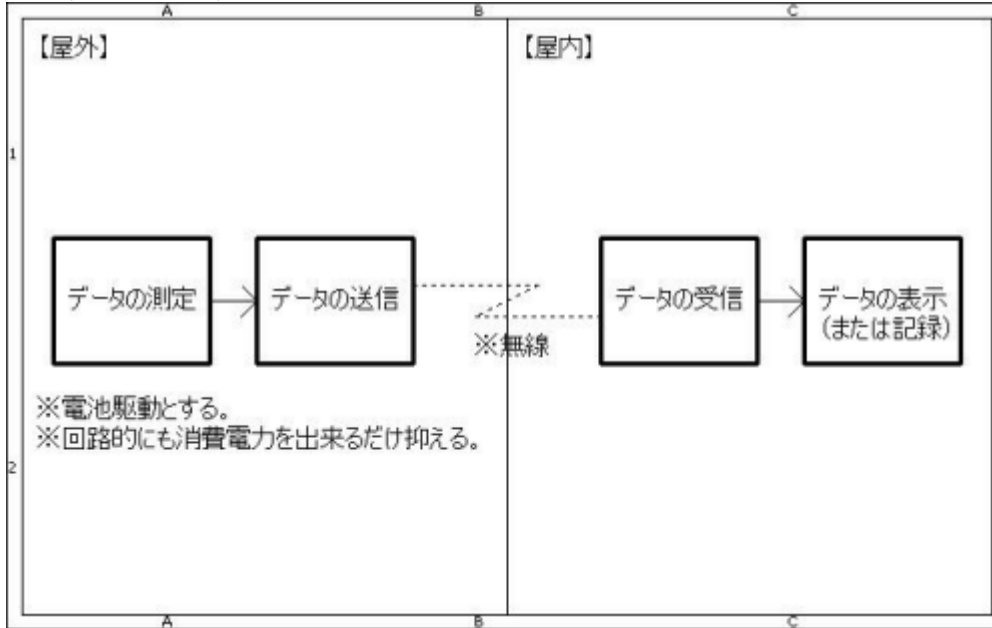 A B C
【屋外】 【屋内】
1
データの測定 データの送信 データの受信 データの表示
(または記録)
※無線
※電池駆動とする。
※回路的にも消費電力を出来るだけ抑える。
2
A B C